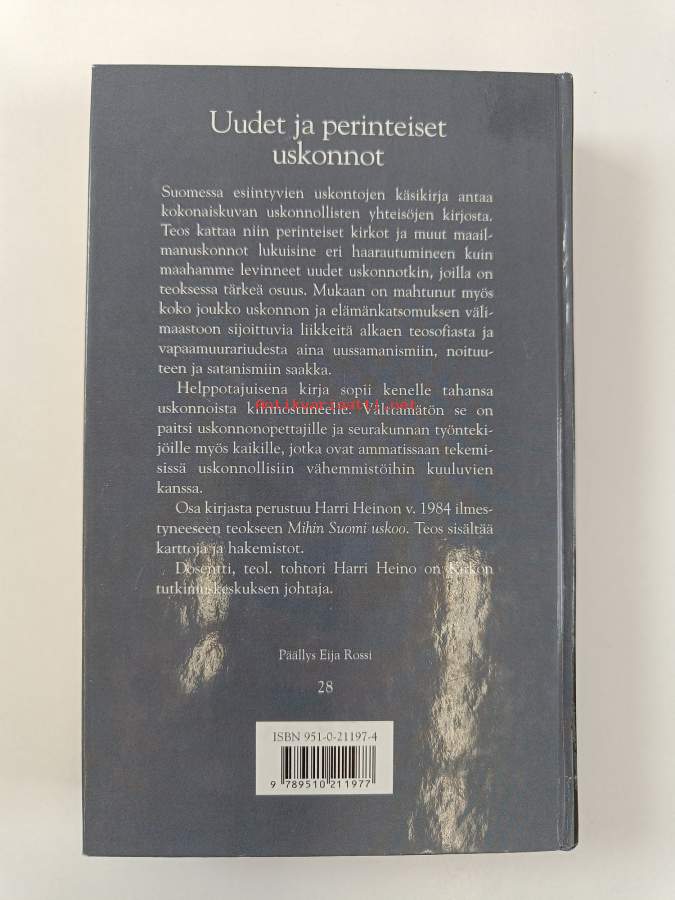 Uudet ja perinteiset
uskonnot
Suomessa esiintyvien uskontojen käsikirja antaa
kokonaiskuvan uskonnollisten yhteisöjen kirjosta.
Teos kattaa niin perinteiset kirkot ja muut maail-
manuskonnot lukuisine eri haarautumineen kuin
maahamme levinneet uudet uskonnotkin, joilla on
teoksessa tärkeä osuus. Mukaan on mahtunut myös
koko joukko uskonnon ja elämänkatsomuksen väli-
maastoon sijoittuvia liikkeitä alkaen teosofiasta ja
vapaamuurariudesta aina uussamanismiin, noituu-
teen ja satanismiin saakka.
Helppotajuisena kirja sopii kenelle tahansa
antikvariaatti.net
uskonnoista kiinnostuneelle. Välttämätön se on
paitsi uskonnonopettajille ja seurakunnan työnteki-
jöille myös kaikille, jotka ovat ammatissaan tekemi-
sissä uskonnollisiin vähemmistöihin kuuluvien
kanssa.
Osa kirjasta perustuu Harri Heinon v. 1984 ilmes-
tyneeseen teokseen Mihin Suomi uskoo. Teos sisältää
karttoja ja hakemistot.
Dosentti, teol. tohtori Harri Heino on Kirkon
tutkimuskeskuksen johtaja.
Päällys Eija Rossi
28
ISBN 951-0-21197-4
9 789510 211977